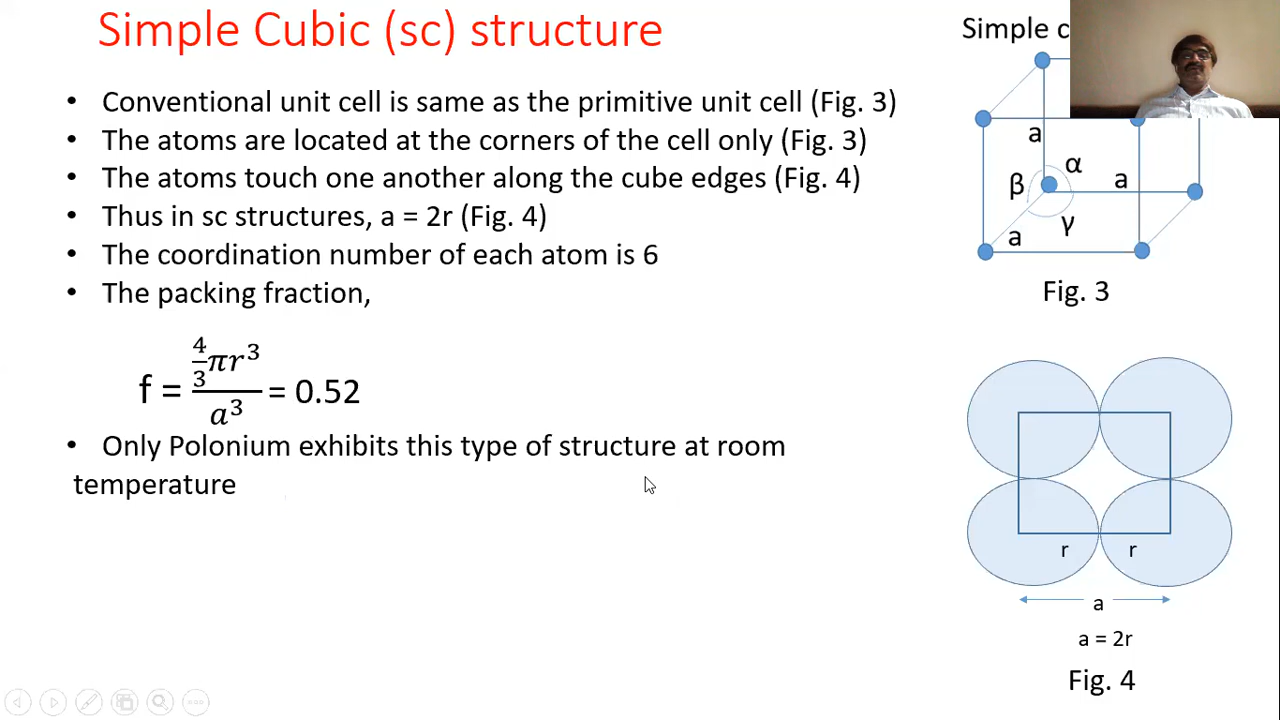 Simple Cubic (sc) structure
• Conventional unit cell is same as the primitive unit cell (Fig. 3)
• The atoms are located at the corners of the cell only (Fig. 3)
• The atoms touch one another along the cube edges (Fig. 4)
• Thus in sc structures, a = 2r (Fig. 4)
• The coordination number of each atom is 6
• The packing fraction,
f = \frac{\frac{4}{3}πr³}{a³} = 0.52
• Only Polonium exhibits this type of structure at room
temperature
Simple c
a
α
β
a
γ
a
Fig. 3
r
r
a
a = 2r
Fig. 4